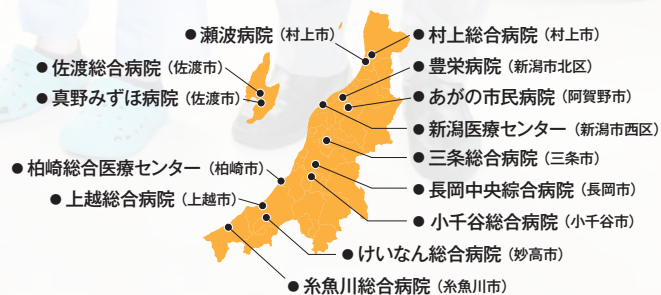 ●瀬波病院（村上市）
●佐渡総合病院（佐渡市）
●真野みずほ病院（佐渡市）
●柏崎総合医療センター（柏崎市）
●上越総合病院（上越市）
●村上総合病院（村上市）
●豊栄病院（新潟市北区）
●あがの市民病院（阿賀野市）
●新潟医療センター（新潟市西区）
●三条総合病院（三条市）
●長岡中央綜合病院（長岡市）
●小千谷総合病院（小千谷市）
●けいなん総合病院（妙高市）
●糸魚川総合病院（糸魚川市）